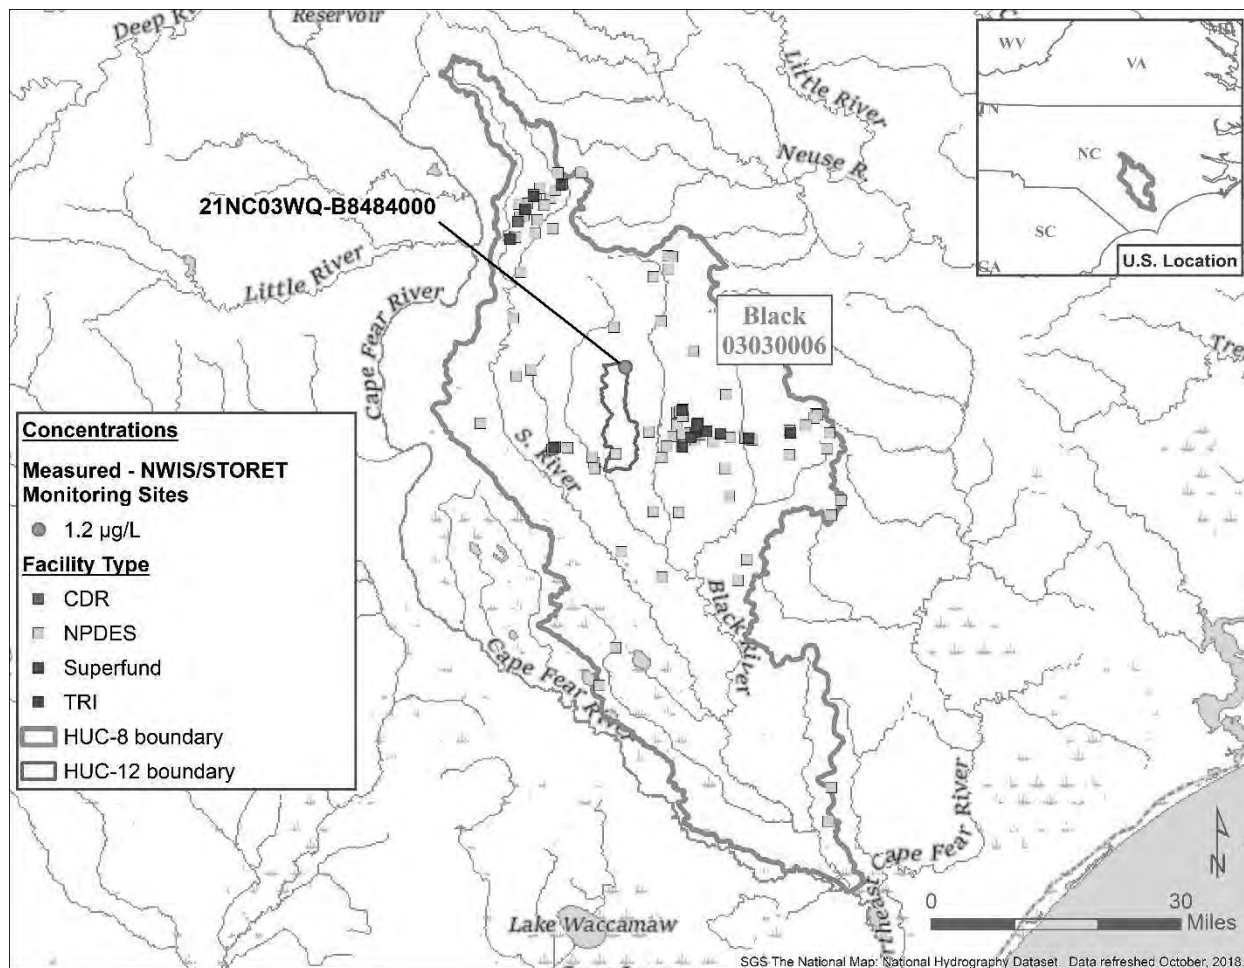 Deep
Reservoir
Little River
Neuse R.
WV
VA
TN
NC
SC
GA
U.S. Location
21NC03WQ-B8484000
Little River
Cape Fear River
Black
03030006
S. River
Black River
Cape Fear River
Cape Fear River
Lake Waccamaw
Concentrations
Measured - NWIS/STORET
Monitoring Sites
1.2 µg/L
Facility Type
CDR
NPDES
Superfund
TRI
HUC-8 boundary
HUC-12 boundary
N
0 30
Miles
SGS The National Map: National Hydrography Dataset. Data refreshed October, 2018.